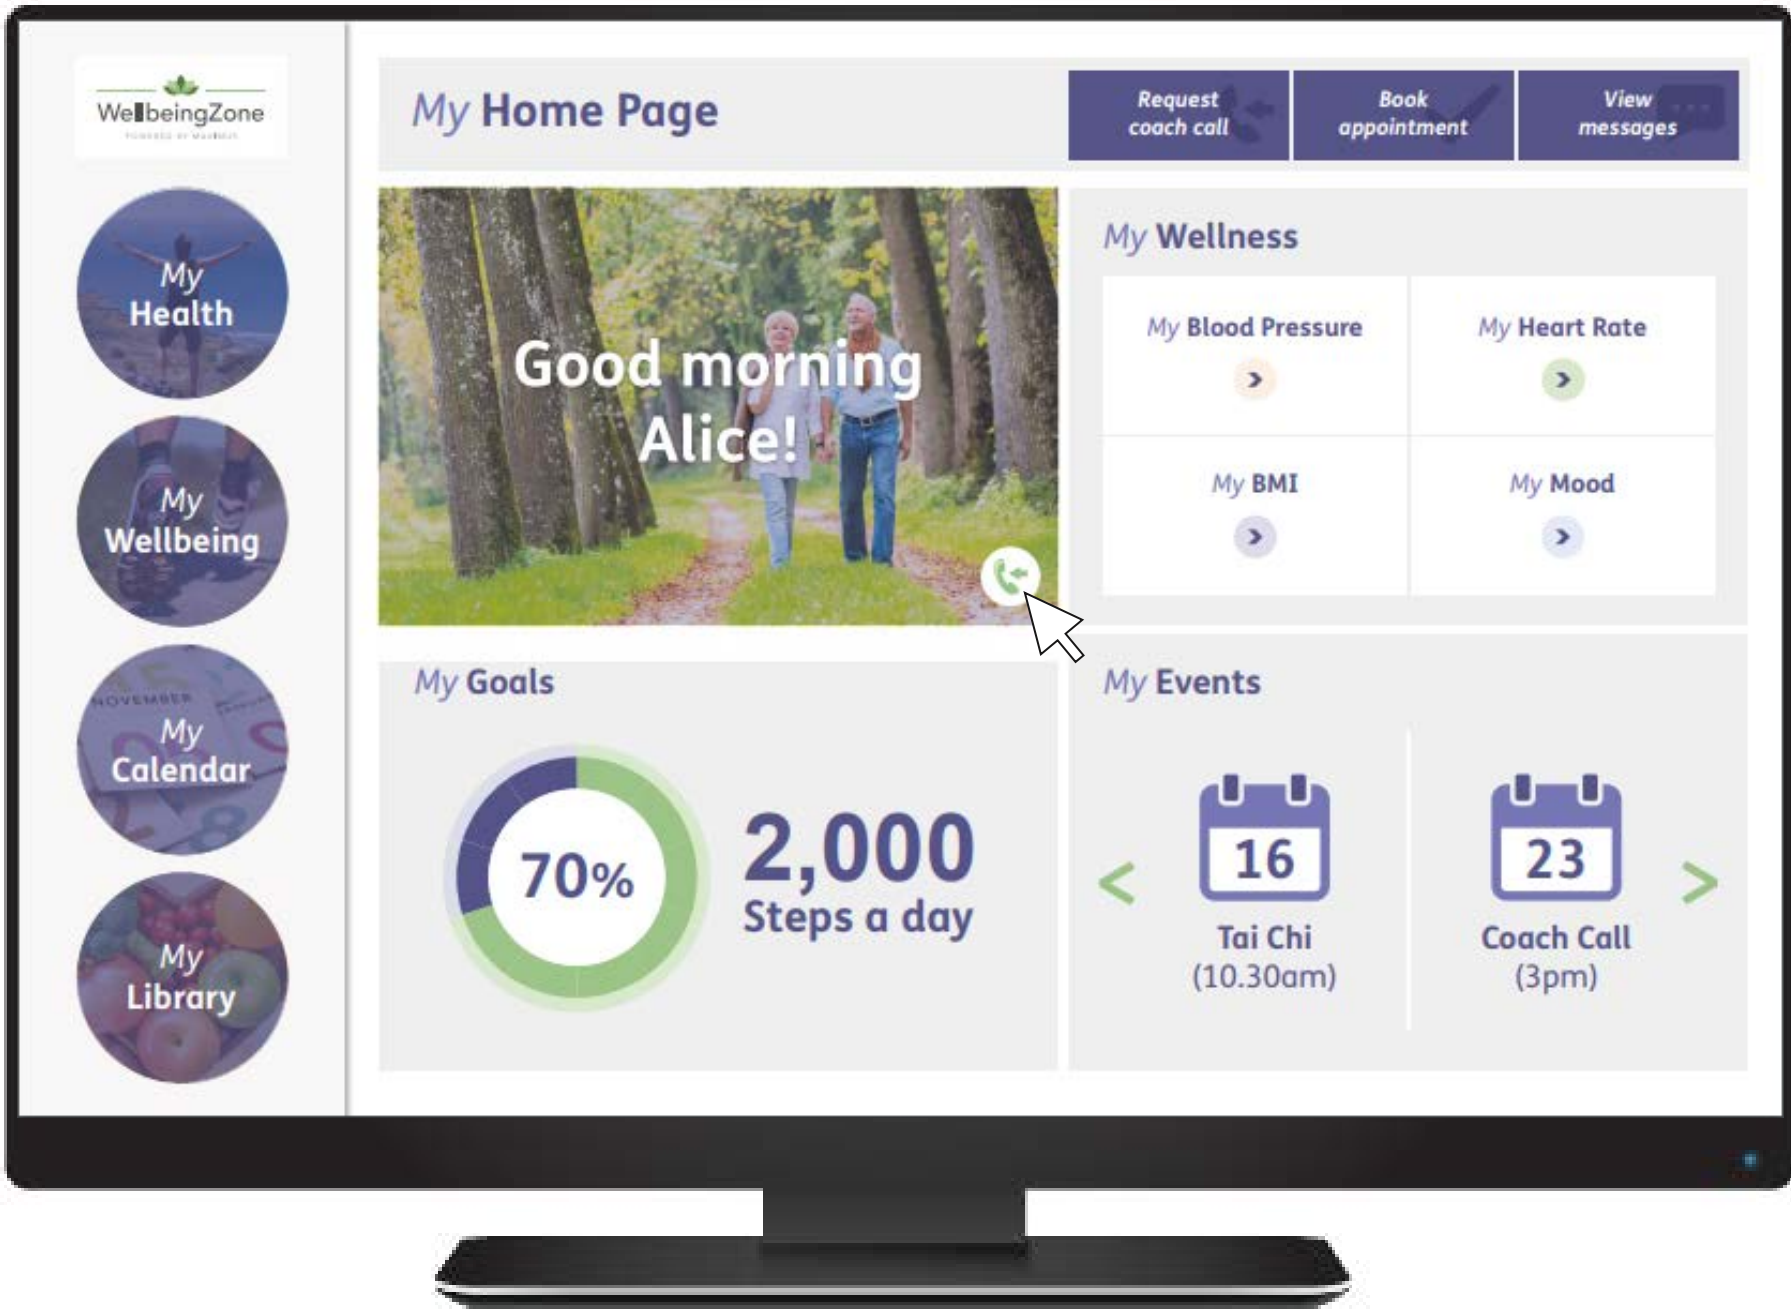 WellbeingZone
My
Health
My
Wellbeing
NOVEMBER
My
Calendar
My
Library
My Home Page
Request
coach call
Book
appointment
View
messages
Good morning
Alice!
My Wellness
My Blood Pressure
My Heart Rate
My BMI
My Mood
My Goals
70%
2,000
Steps a day
My Events
<
16
Tai Chi
(10.30am)
23
Coach Call
(3pm)
>